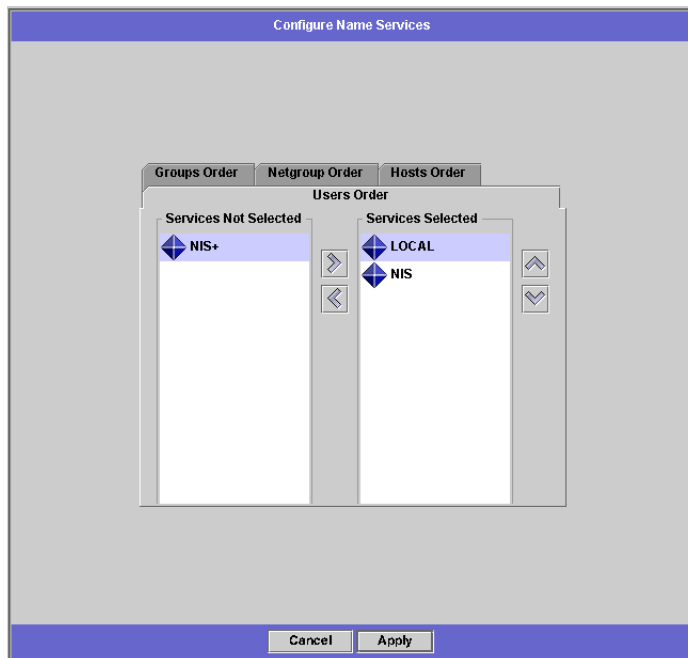 Configure Name Services
Groups Order
Netgroup Order
Hosts Order
Users Order
Services Not Selected
Services Selected
NIS+
LOCAL
NIS
Cancel
Apply